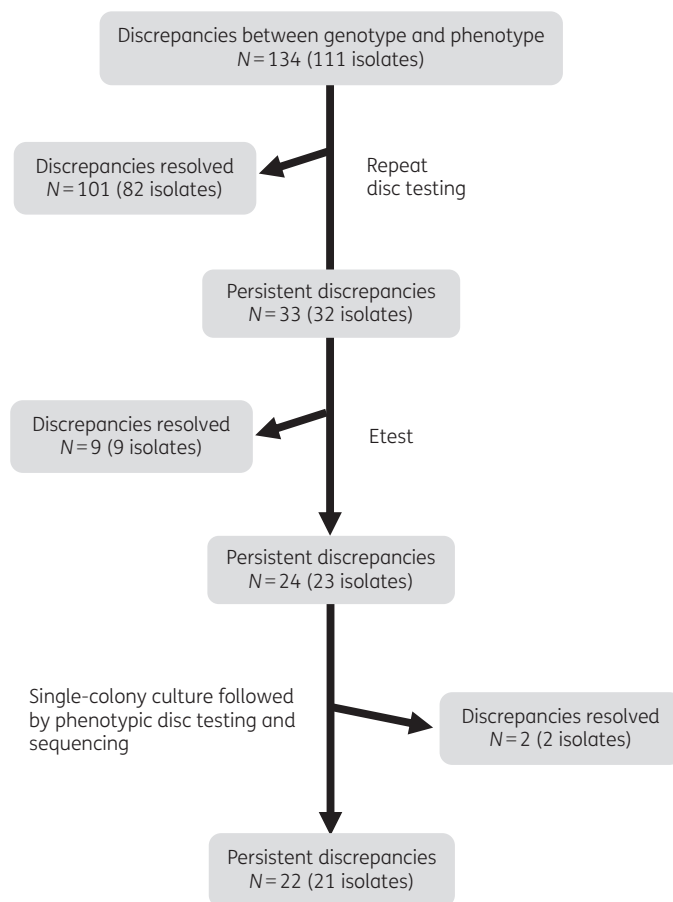 Discrepancies between genotype and phenotype
N=134 (111 isolates)
Discrepancies resolved
N=101 (82 isolates)
Repeat
disc testing
Persistent discrepancies
N=33 (32 isolates)
Discrepancies resolved
N=9 (9 isolates)
Etest
Persistent discrepancies
N=24 (23 isolates)
Single-colony culture followed
by phenotypic disc testing and
sequencing
Discrepancies resolved
N=2 (2 isolates)
Persistent discrepancies
N=22 (21 isolates)